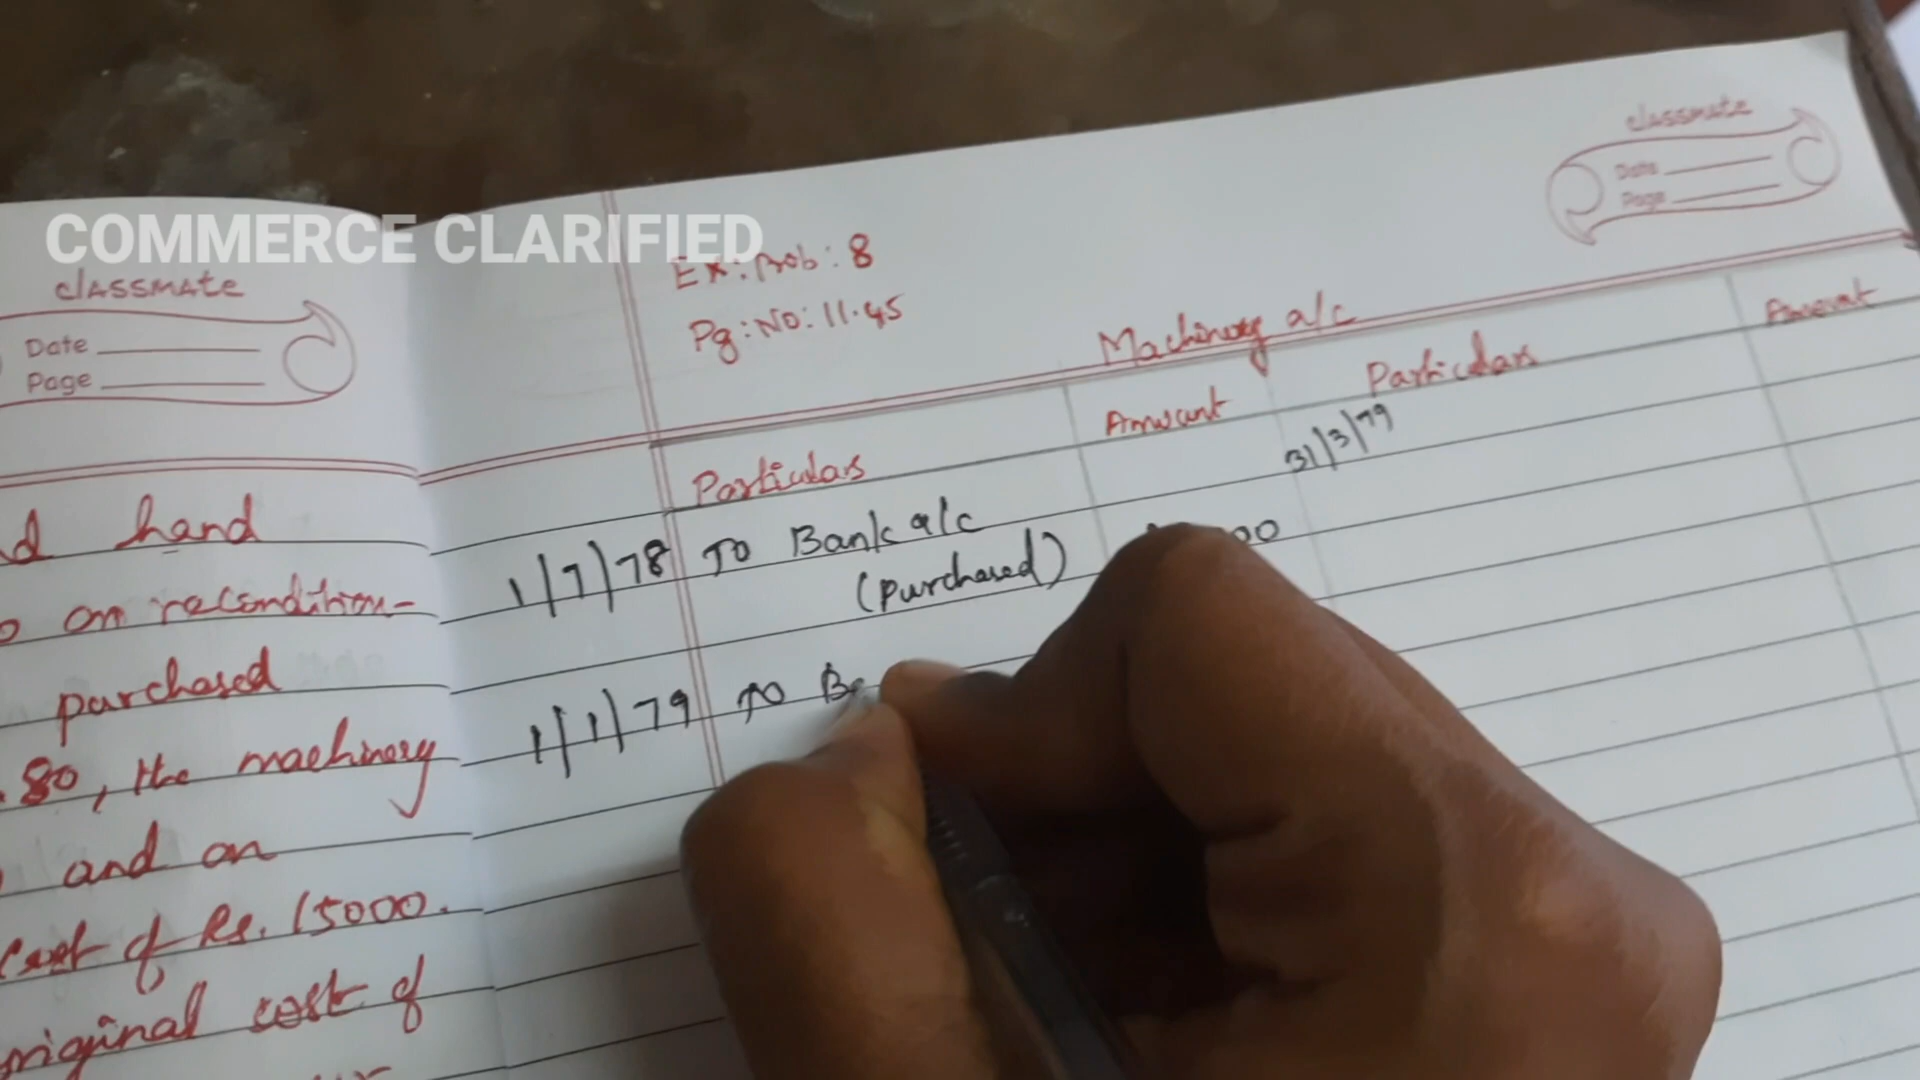 COMMERCE CLARIFIED
classmate
Date
Page
hand
on recondition-
purchased
80, the machinery
and an
Cost of Rs. 15000.
original cost of
classmate
Date
Page
Ex: Prob: 8
Pg: No: 11.45
Machinery a/c
Particulars Amount Particulars Amount
1/7/78 To Bank a/c 31/3/79
(purchased)
1/1/79 To